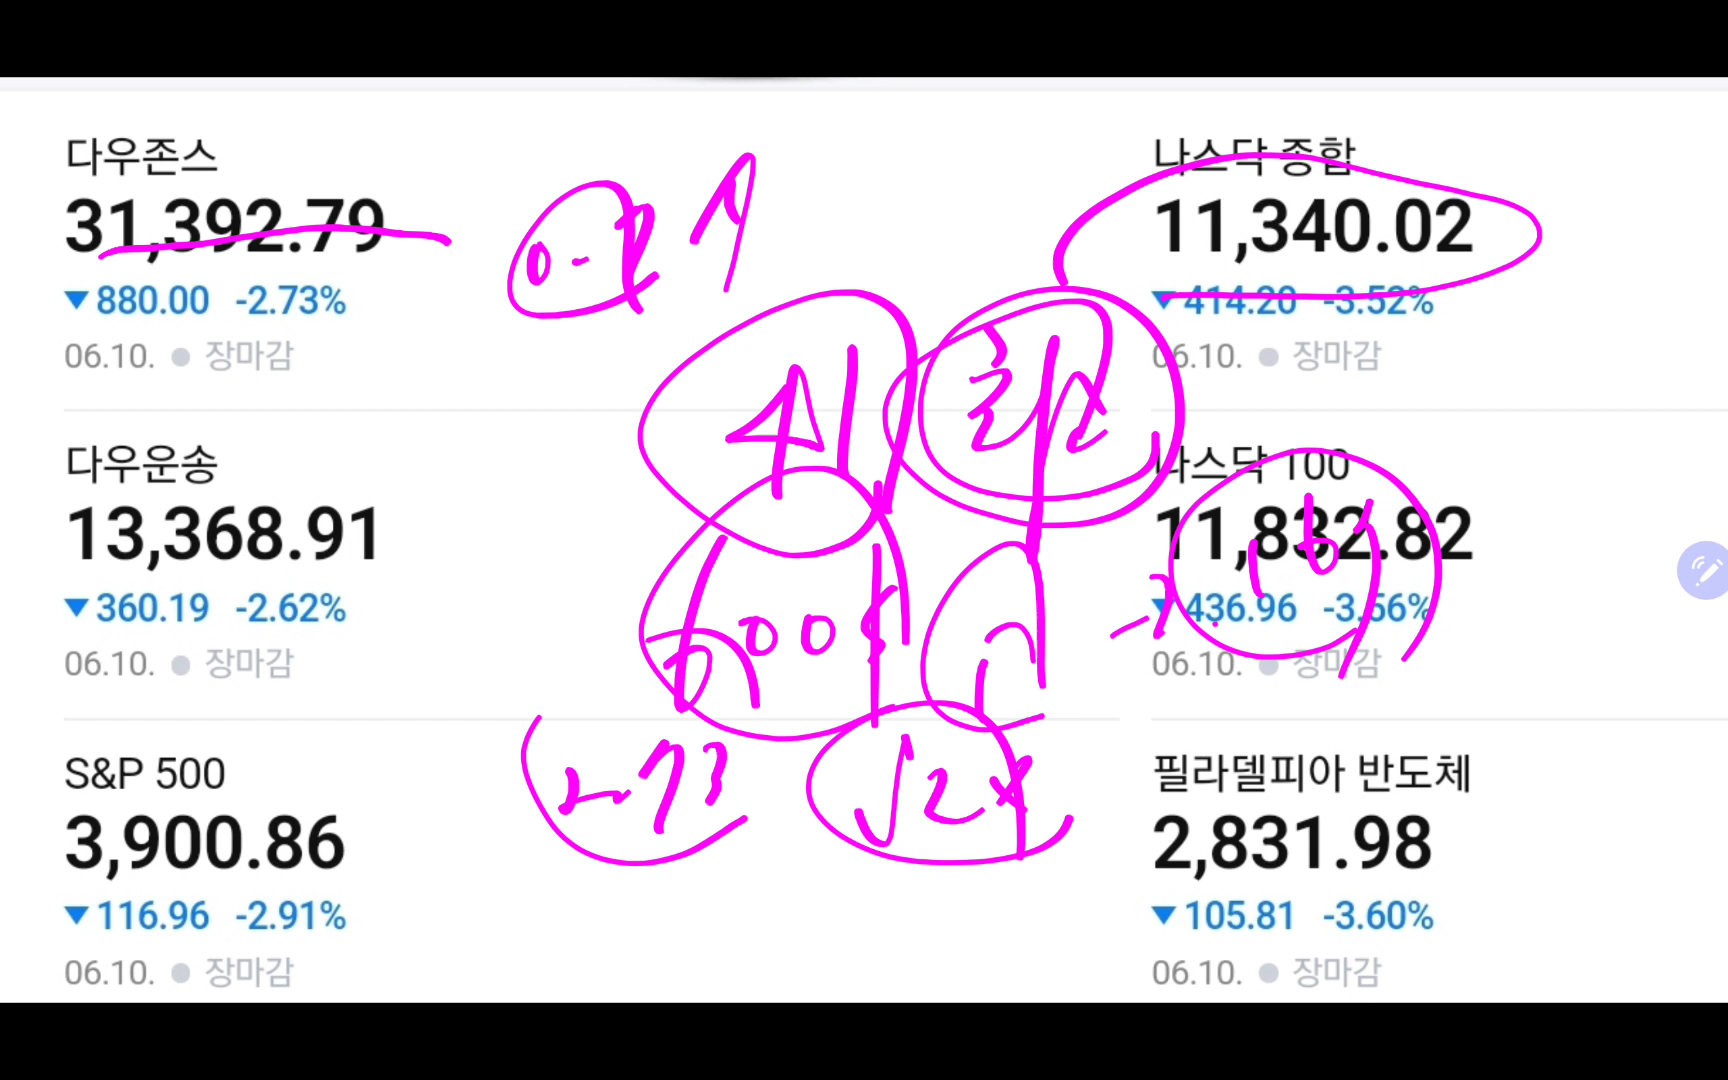 다우존스
31,392.79
▼880.00 -2.73%
06.10. ● 장마감
나스닥 종합
11,340.02
▼414.20 -3.52%
06.10. ● 장마감
다우운송
13,368.91
▼360.19 -2.62%
06.10. ● 장마감
나스닥 100
11,832.82
▼436.96 -3.56%
06.10. ● 장마감
S&P 500
3,900.86
▼116.96 -2.91%
06.10. ● 장마감
필라델피아 반도체
2,831.98
▼105.81 -3.60%
06.10. ● 장마감